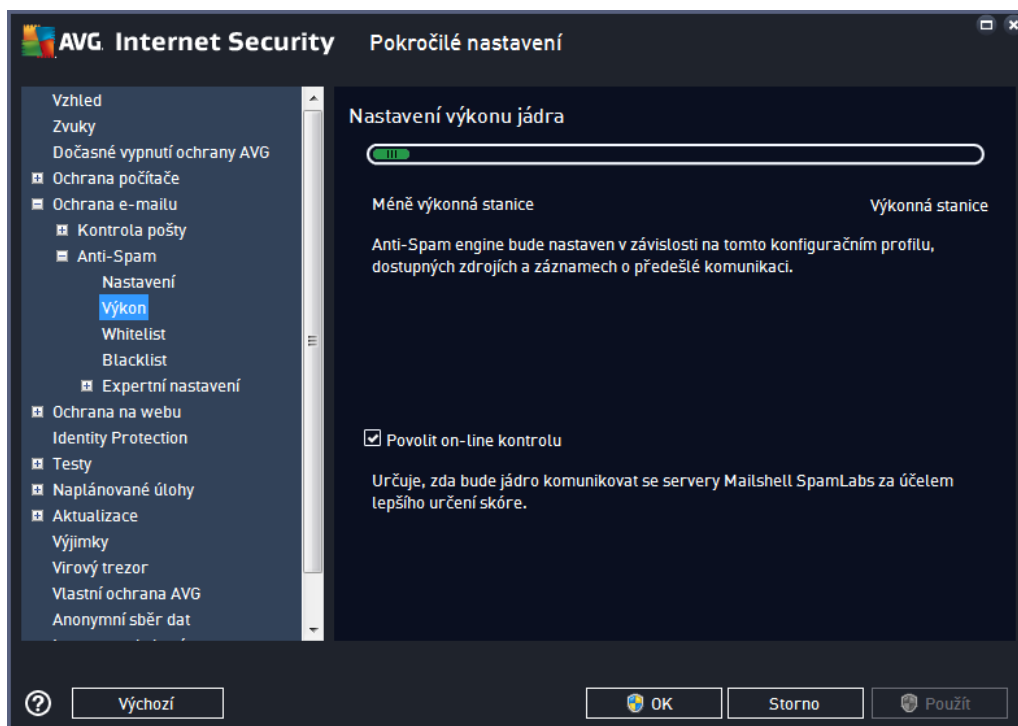 AVG. Internet Security Pokročilé nastavení
Vzhled
Zvuky
Dočasné vypnutí ochrany AVG
Ochrana počítače
Ochrana e-mailu
Kontrola pošty
Anti-Spam
Nastavení
Výkon
Whitelist
Blacklist
Expertní nastavení
Ochrana na webu
Identity Protection
Testy
Naplánované úlohy
Aktualizace
Výjimky
Virový trezor
Vlastní ochrana AVG
Anonymní sběr dat
Nastavení výkonu jádra
Méně výkonná stanice Výkonná stanice
Anti-Spam engine bude nastaven v závislosti na tomto konfiguračním profilu,
dostupných zdrojích a záznamech o předešlé komunikaci.
Povolit on-line kontrolu
Určuje, zda bude jádro komunikovat se servery Mailshell SpamLabs za účelem
lepšího určení skóre.
Výchozí OK Storno Použít